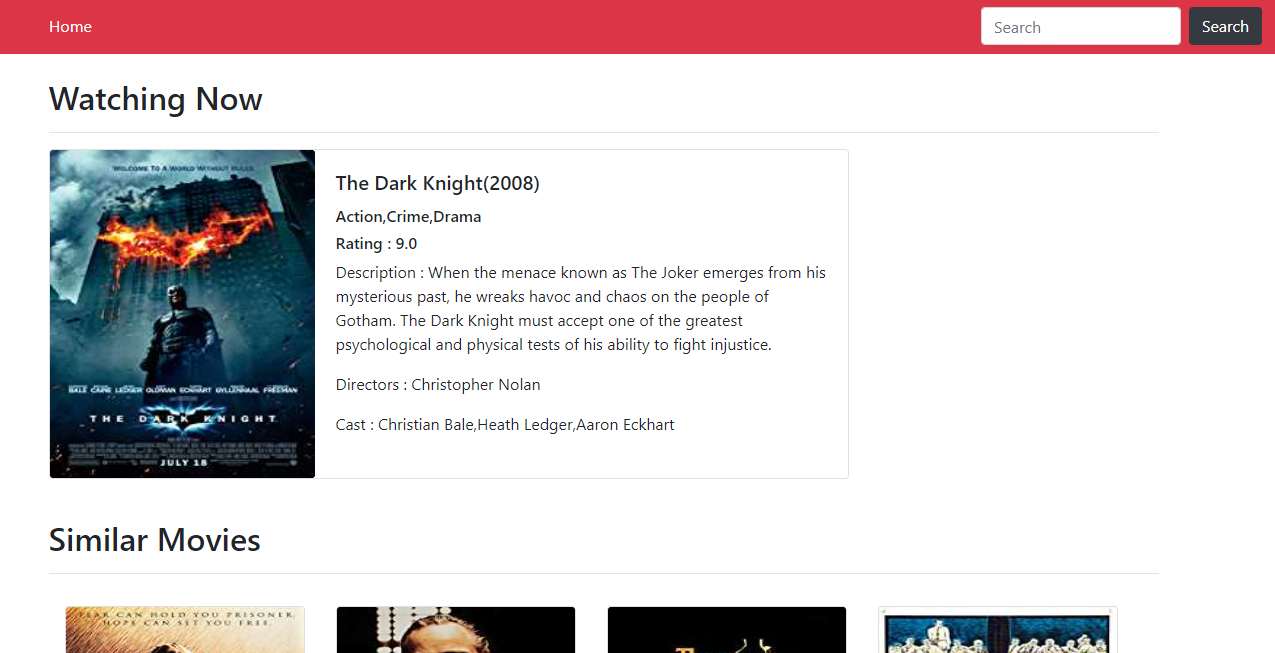 Home
Search
Search
Watching Now
WELCOME TO A WORLD WITHOUT RULES.
The Dark Knight(2008)
Action,Crime,Drama
Rating : 9.0
Description : When the menace known as The Joker emerges from his
mysterious past, he wreaks havoc and chaos on the people of
Gotham. The Dark Knight must accept one of the greatest
psychological and physical tests of his ability to fight injustice.
Directors : Christopher Nolan
Cast : Christian Bale,Heath Ledger,Aaron Eckhart
BALE CAINE LEDGER OLDMAN ECKHART GYLLENHAAL FREEMAN
THE DARK KNIGHT
JULY 18
Similar Movies
FEAR CAN HOLD YOU PRISONER.
HOPE CAN SET YOU FREE.